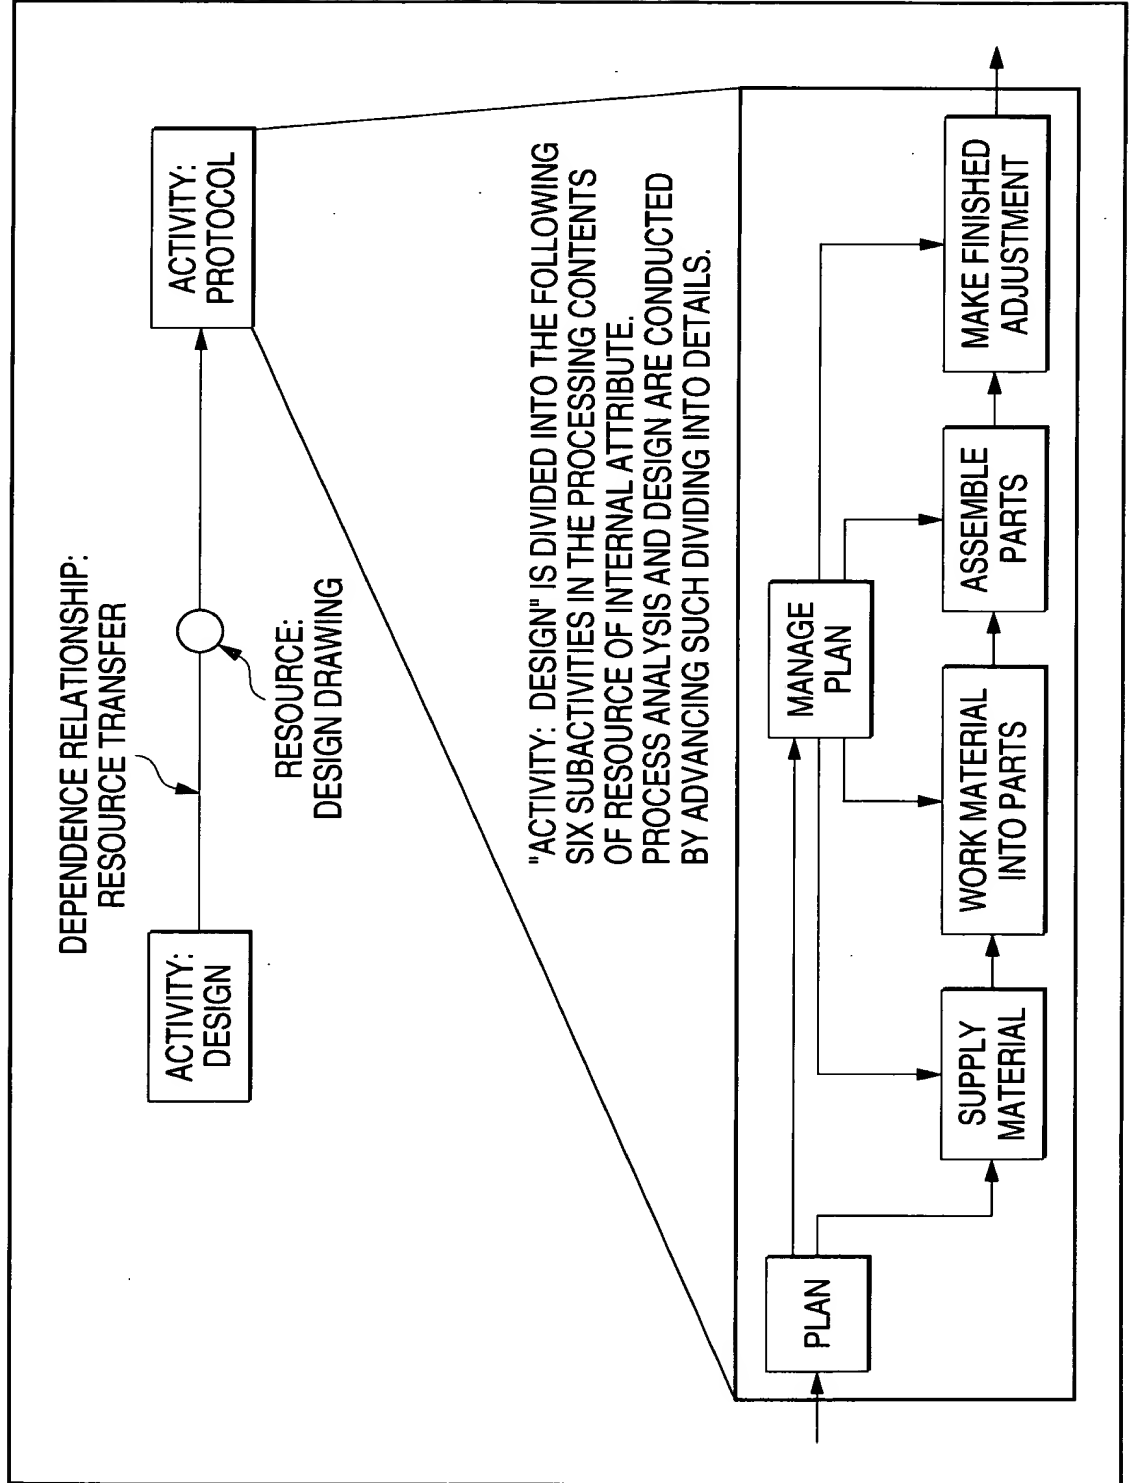 DEPENDENCE RELATIONSHIP:
RESOURCE TRANSFER
ACTIVITY:
DESIGN
ACTIVITY:
PROTOCOL
RESOURCE:
DESIGN DRAWING
"ACTIVITY: DESIGN" IS DIVIDED INTO THE FOLLOWING
SIX SUBACTIVITIES IN THE PROCESSING CONTENTS
OF RESOURCE OF INTERNAL ATTRIBUTE.
PROCESS ANALYSIS AND DESIGN ARE CONDUCTED
BY ADVANCING SUCH DIVIDING INTO DETAILS.
PLAN
MANAGE
PLAN
SUPPLY
MATERIAL
WORK MATERIAL
INTO PARTS
ASSEMBLE
PARTS
MAKE FINISHED
ADJUSTMENT